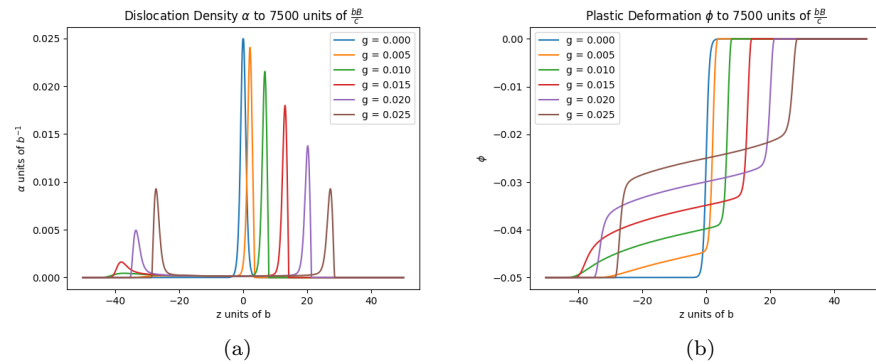 Dislocation Density α to 7500 units of bB/c
α units of b⁻¹
0.025
0.020
0.015
0.010
0.005
0.000
g = 0.000
g = 0.005
g = 0.010
g = 0.015
g = 0.020
g = 0.025
−40 −20 0 20 40
z units of b
(a)
Plastic Deformation ϕ to 7500 units of bB/c
ϕ
0.00
−0.01
−0.02
−0.03
−0.04
−0.05
g = 0.000
g = 0.005
g = 0.010
g = 0.015
g = 0.020
g = 0.025
−40 −20 0 20 40
z units of b
(b)